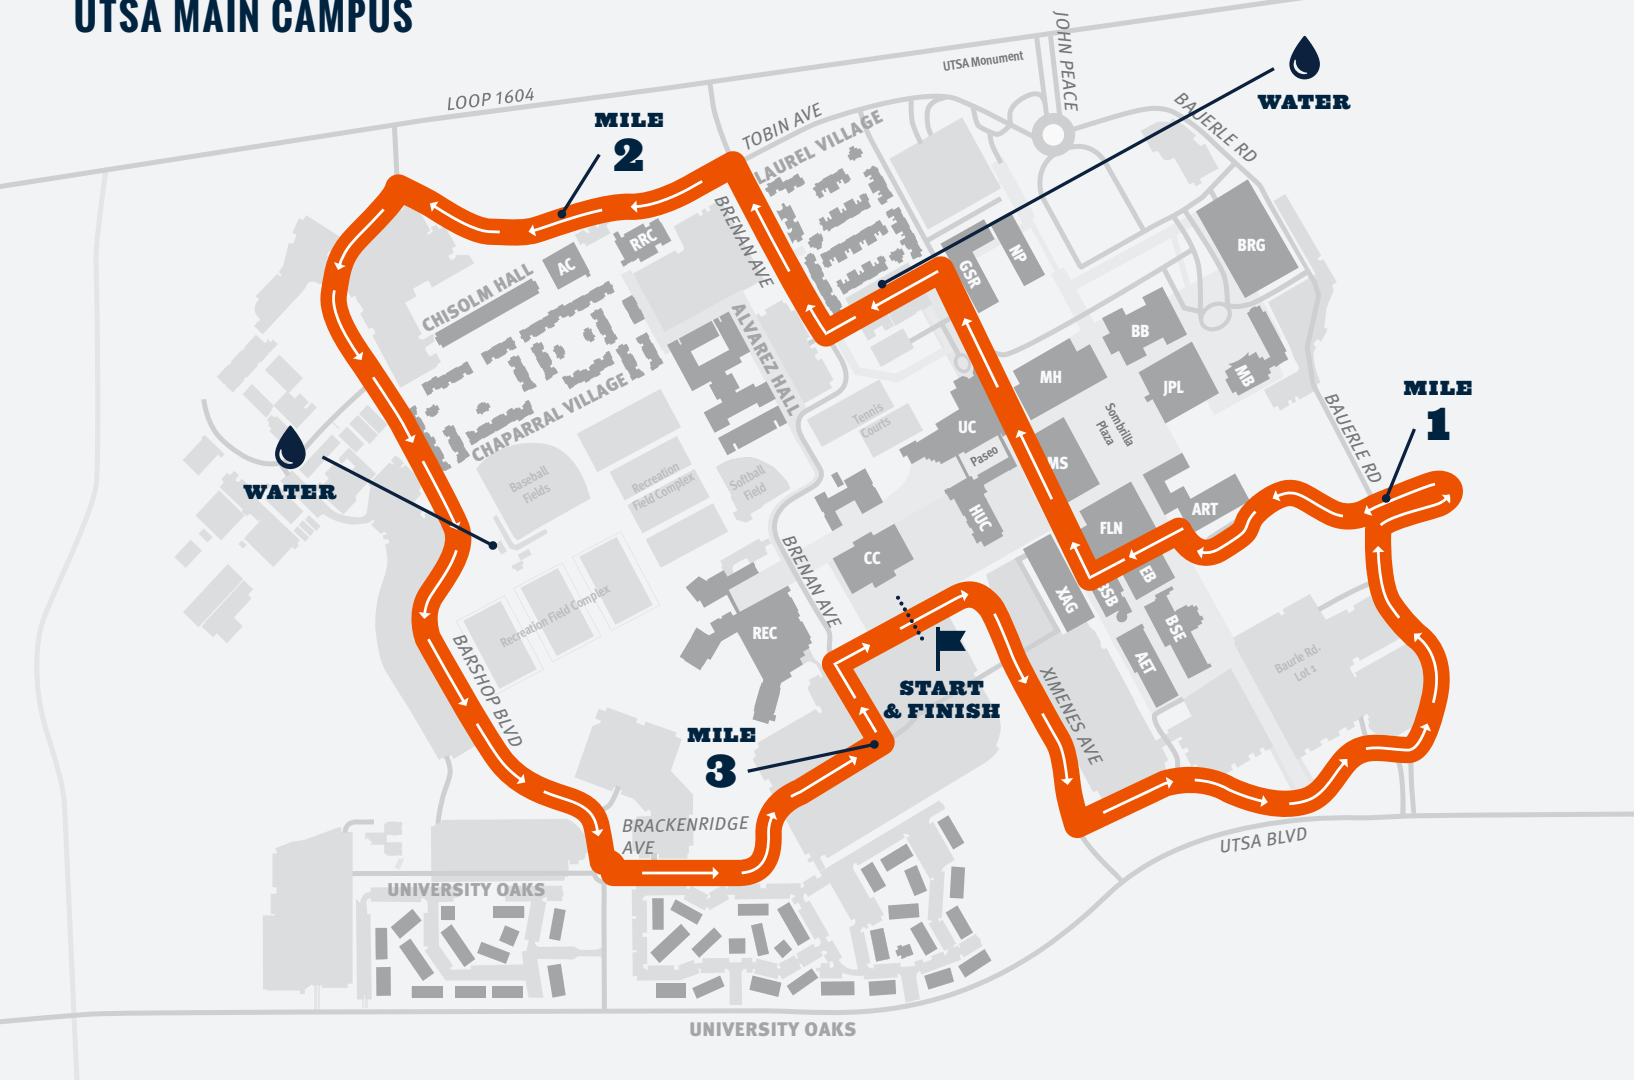 UTSA MAIN CAMPUS
JOHN PEACE
UTSA Monument
WATER
LOOP 1604
MILE
2
TOBIN AVE
BAUERLE RD
LAUREL VILLAGE
BRENAN AVE
RRC
AC
CHISOLM HALL
GSR
NP
BRG
ALVAREZ HALL
BB
MH
JPL
MB
CHAPARRAL VILLAGE
Tennis
Courts
UC
Sombrilla
Plaza
BAUERLE RD
MILE
1
Paseo
MS
WATER
Baseball
Fields
Recreation
Field Complex
Softball
Field
HUC
ART
FLN
BRENAN AVE
CC
EB
BSB
XAG
Recreation Field Complex
REC
BSE
AET
BARSHOP BLVD
START
& FINISH
XIMENES AVE
Baurle Rd.
Lot 1
MILE
3
BRACKENRIDGE
AVE
UTSA BLVD
UNIVERSITY OAKS
UNIVERSITY OAKS